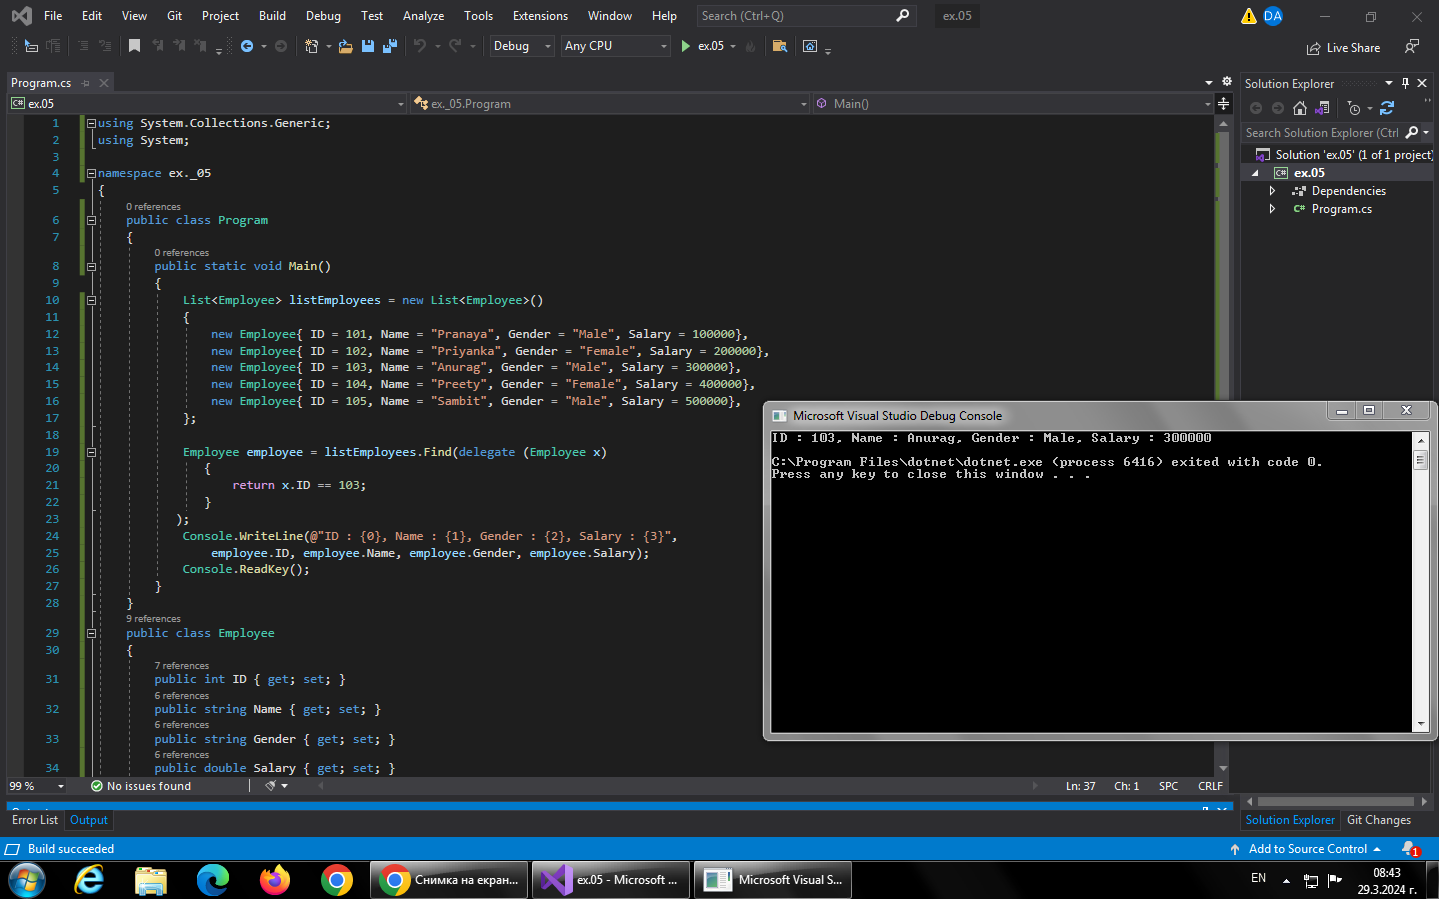 File Edit View Git Project Build Debug Test Analyze Tools Extensions Window Help Search (Ctrl+Q) ex.05 DA
Debug Any CPU ex.05 Live Share
Program.cs
C# ex.05 ex._05.Program Main()
1 using System.Collections.Generic;
2 using System;
3
4 namespace ex._05
5 {
0 references
6 public class Program
7 {
0 references
8 public static void Main()
9 {
10 List<Employee> listEmployees = new List<Employee>()
11 {
12 new Employee{ ID = 101, Name = "Pranaya", Gender = "Male", Salary = 100000},
13 new Employee{ ID = 102, Name = "Priyanka", Gender = "Female", Salary = 200000},
14 new Employee{ ID = 103, Name = "Anurag", Gender = "Male", Salary = 300000},
15 new Employee{ ID = 104, Name = "Preety", Gender = "Female", Salary = 400000},
16 new Employee{ ID = 105, Name = "Sambit", Gender = "Male", Salary = 500000},
17 };
18
19 Employee employee = listEmployees.Find(delegate (Employee x)
20 {
21 return x.ID == 103;
22 }
23 );
24 Console.WriteLine(@"ID : {0}, Name : {1}, Gender : {2}, Salary : {3}",
25 employee.ID, employee.Name, employee.Gender, employee.Salary);
26 Console.ReadKey();
27 }
28 }
9 references
29 public class Employee
30 {
7 references
31 public int ID { get; set; }
6 references
32 public string Name { get; set; }
6 references
33 public string Gender { get; set; }
6 references
34 public double Salary { get; set; }
99 % No issues found Ln: 37 Ch: 1 SPC CRLF
Error List Output
Build succeeded
Solution Explorer
Search Solution Explorer (Ctrl
Solution 'ex.05' (1 of 1 project)
C# ex.05
Dependencies
C# Program.cs
Solution Explorer Git Changes
Add to Source Control 1
Microsoft Visual Studio Debug Console
ID : 103, Name : Anurag, Gender : Male, Salary : 300000
C:\Program Files\dotnet\dotnet.exe (process 6416) exited with code 0.
Press any key to close this window . . .
Снимка на екран... ex.05 - Microsoft ... Microsoft Visual S... EN
08:43
29.3.2024 г.